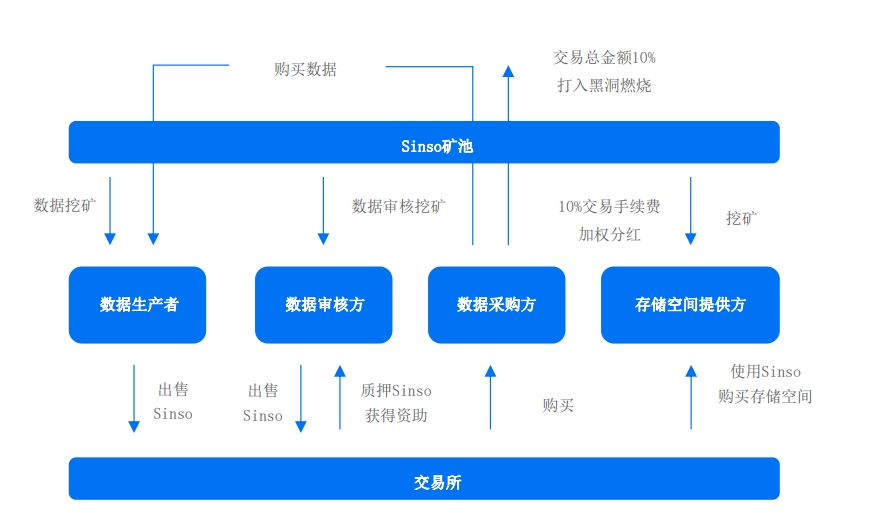 购买数据
交易总金额10%
打入黑洞燃烧
Sinso矿池
数据挖矿
数据审核挖矿
10%交易手续费
加权分红
挖矿
数据生产者
数据审核方
数据采购方
存储空间提供方
出售
Sinso
出售
Sinso
质押Sinso
获得资助
购买
使用Sinso
购买存储空间
交易所